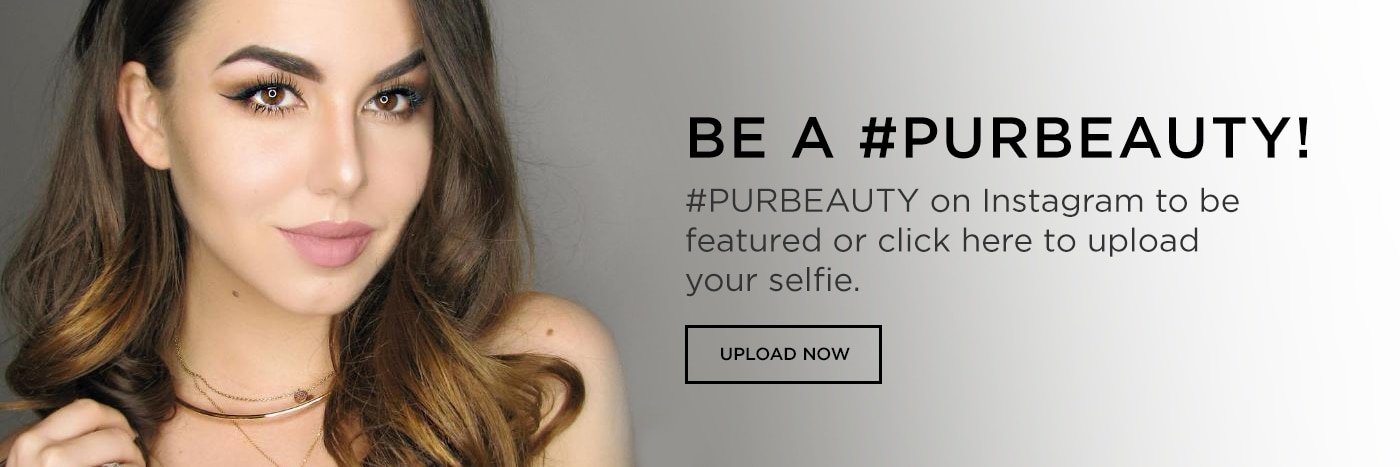 BE A #PURBEAUTY!
#PURBEAUTY on Instagram to be
featured or click here to upload
your selfie.
UPLOAD NOW